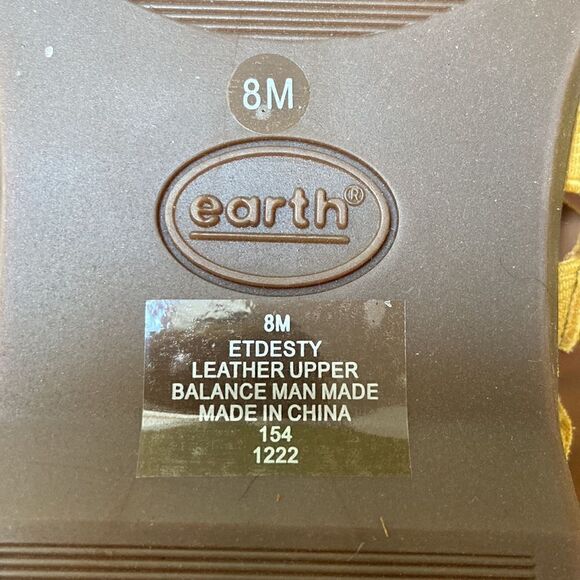 8M
earth®
8M
ETDESTY
LEATHER UPPER
BALANCE MAN MADE
MADE IN CHINA
154
1222